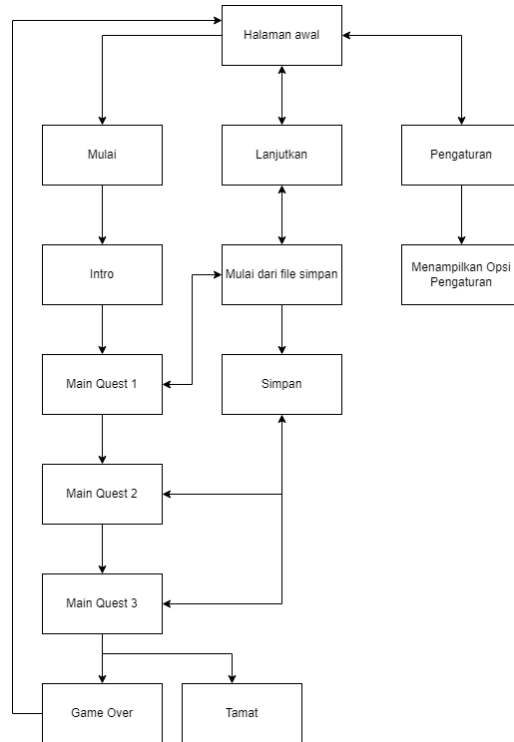 Halaman awal
Mulai
Lanjutkan
Pengaturan
Intro
Mulai dari file simpan
Menampilkan Opsi
Pengaturan
Main Quest 1
Simpan
Main Quest 2
Main Quest 3
Game Over
Tamat